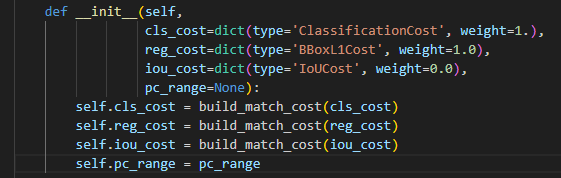 def __init__(self,
             cls_cost=dict(type='ClassificationCost', weight=1.),
             reg_cost=dict(type='BBoxL1Cost', weight=1.0),
             iou_cost=dict(type='IoUCost', weight=0.0),
             pc_range=None):
    self.cls_cost = build_match_cost(cls_cost)
    self.reg_cost = build_match_cost(reg_cost)
    self.iou_cost = build_match_cost(iou_cost)
    self.pc_range = pc_range